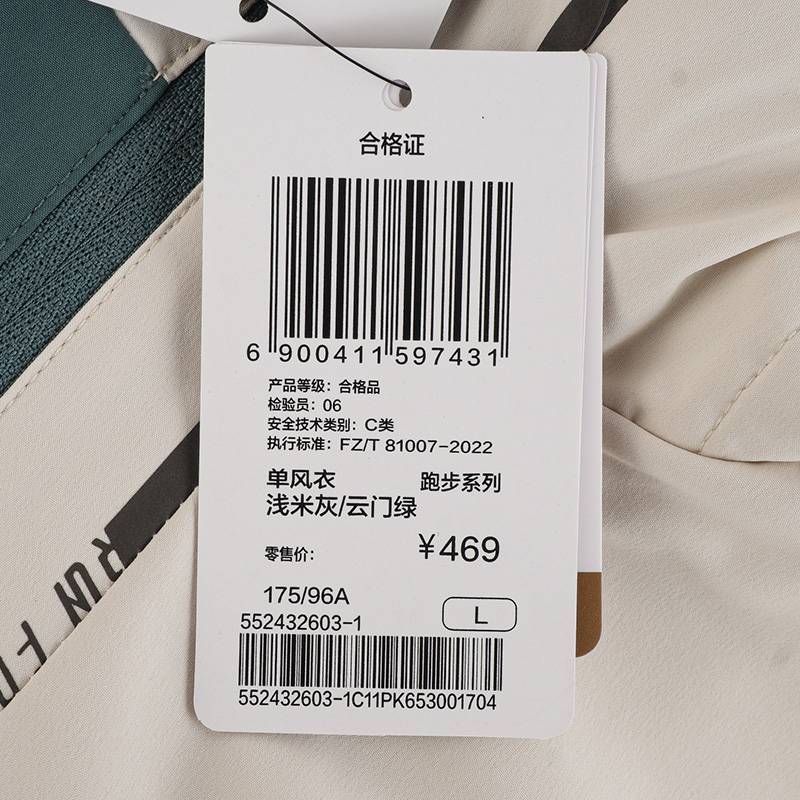 合格证
6 900411 597431
产品等级：合格品
检验员：06
安全技术类别：C类
执行标准：FZ/T 81007-2022
单风衣 跑步系列
浅米灰/云门绿
零售价： ¥469
175/96A
552432603-1 L
552432603-1C11PK653001704
RUN F